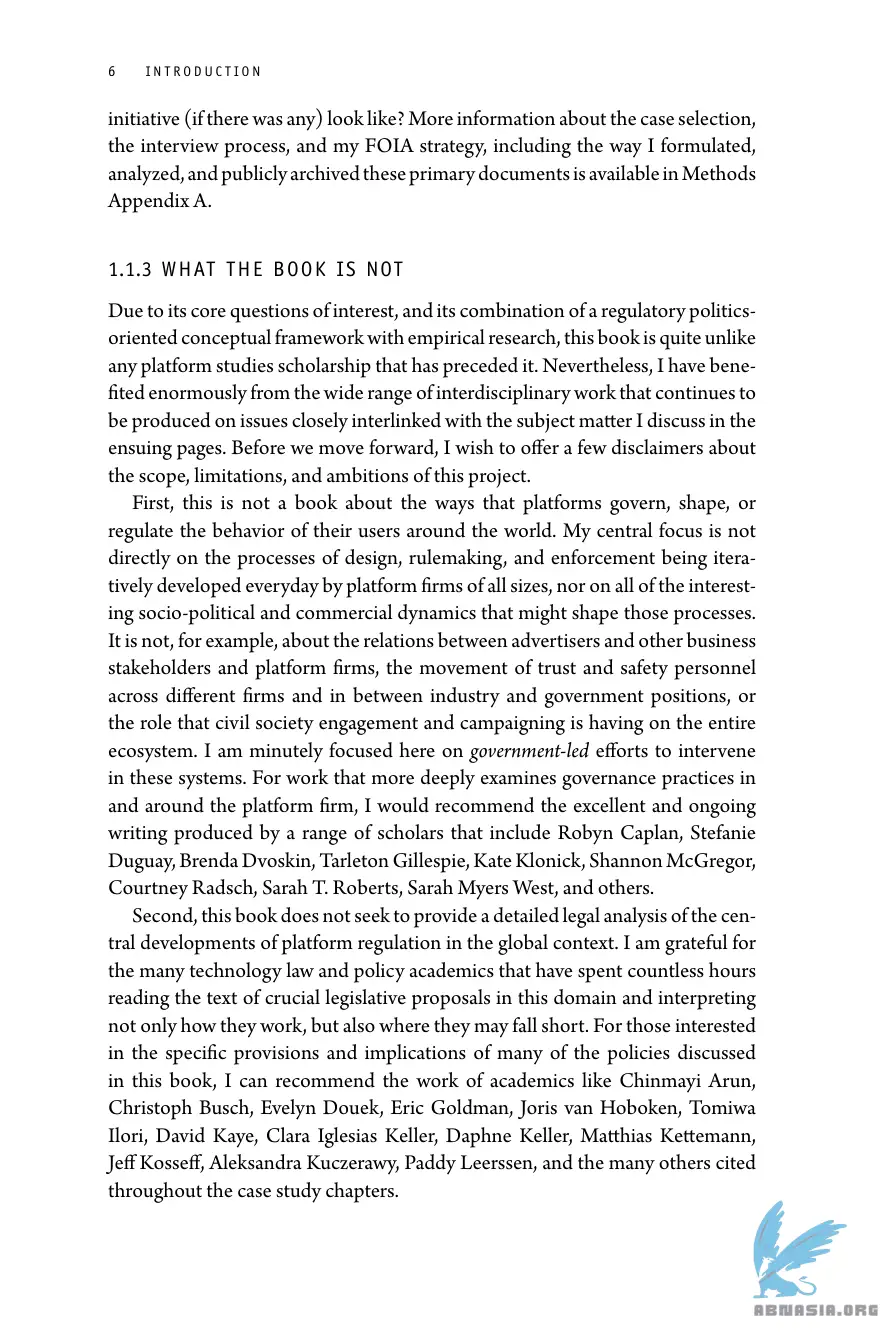 6 INTRODUCTION
initiative (if there was any) look like? More information about the case selection,
the interview process, and my FOIA strategy, including the way I formulated,
analyzed, and publicly archived these primary documents is available in Methods
Appendix A.
1.1.3 WHAT THE BOOK IS NOT
Due to its core questions of interest, and its combination of a regulatory politics-
oriented conceptual framework with empirical research, this book is quite unlike
any platform studies scholarship that has preceded it. Nevertheless, I have bene-
fited enormously from the wide range of interdisciplinary work that continues to
be produced on issues closely interlinked with the subject matter I discuss in the
ensuing pages. Before we move forward, I wish to offer a few disclaimers about
the scope, limitations, and ambitions of this project.
First, this is not a book about the ways that platforms govern, shape, or
regulate the behavior of their users around the world. My central focus is not
directly on the processes of design, rulemaking, and enforcement being itera-
tively developed everyday by platform firms of all sizes, nor on all of the interest-
ing socio-political and commercial dynamics that might shape those processes.
It is not, for example, about the relations between advertisers and other business
stakeholders and platform firms, the movement of trust and safety personnel
across different firms and in between industry and government positions, or
the role that civil society engagement and campaigning is having on the entire
ecosystem. I am minutely focused here on government-led efforts to intervene
in these systems. For work that more deeply examines governance practices in
and around the platform firm, I would recommend the excellent and ongoing
writing produced by a range of scholars that include Robyn Caplan, Stefanie
Duguay, Brenda Dvoskin, Tarleton Gillespie, Kate Klonick, Shannon McGregor,
Courtney Radsch, Sarah T. Roberts, Sarah Myers West, and others.
Second, this book does not seek to provide a detailed legal analysis of the cen-
tral developments of platform regulation in the global context. I am grateful for
the many technology law and policy academics that have spent countless hours
reading the text of crucial legislative proposals in this domain and interpreting
not only how they work, but also where they may fall short. For those interested
in the specific provisions and implications of many of the policies discussed
in this book, I can recommend the work of academics like Chinmayi Arun,
Christoph Busch, Evelyn Douek, Eric Goldman, Joris van Hoboken, Tomiwa
Ilori, David Kaye, Clara Iglesias Keller, Daphne Keller, Matthias Kettemann,
Jeff Kosseff, Aleksandra Kuczerawy, Paddy Leerssen, and the many others cited
throughout the case study chapters.
ABNASIA.ORG